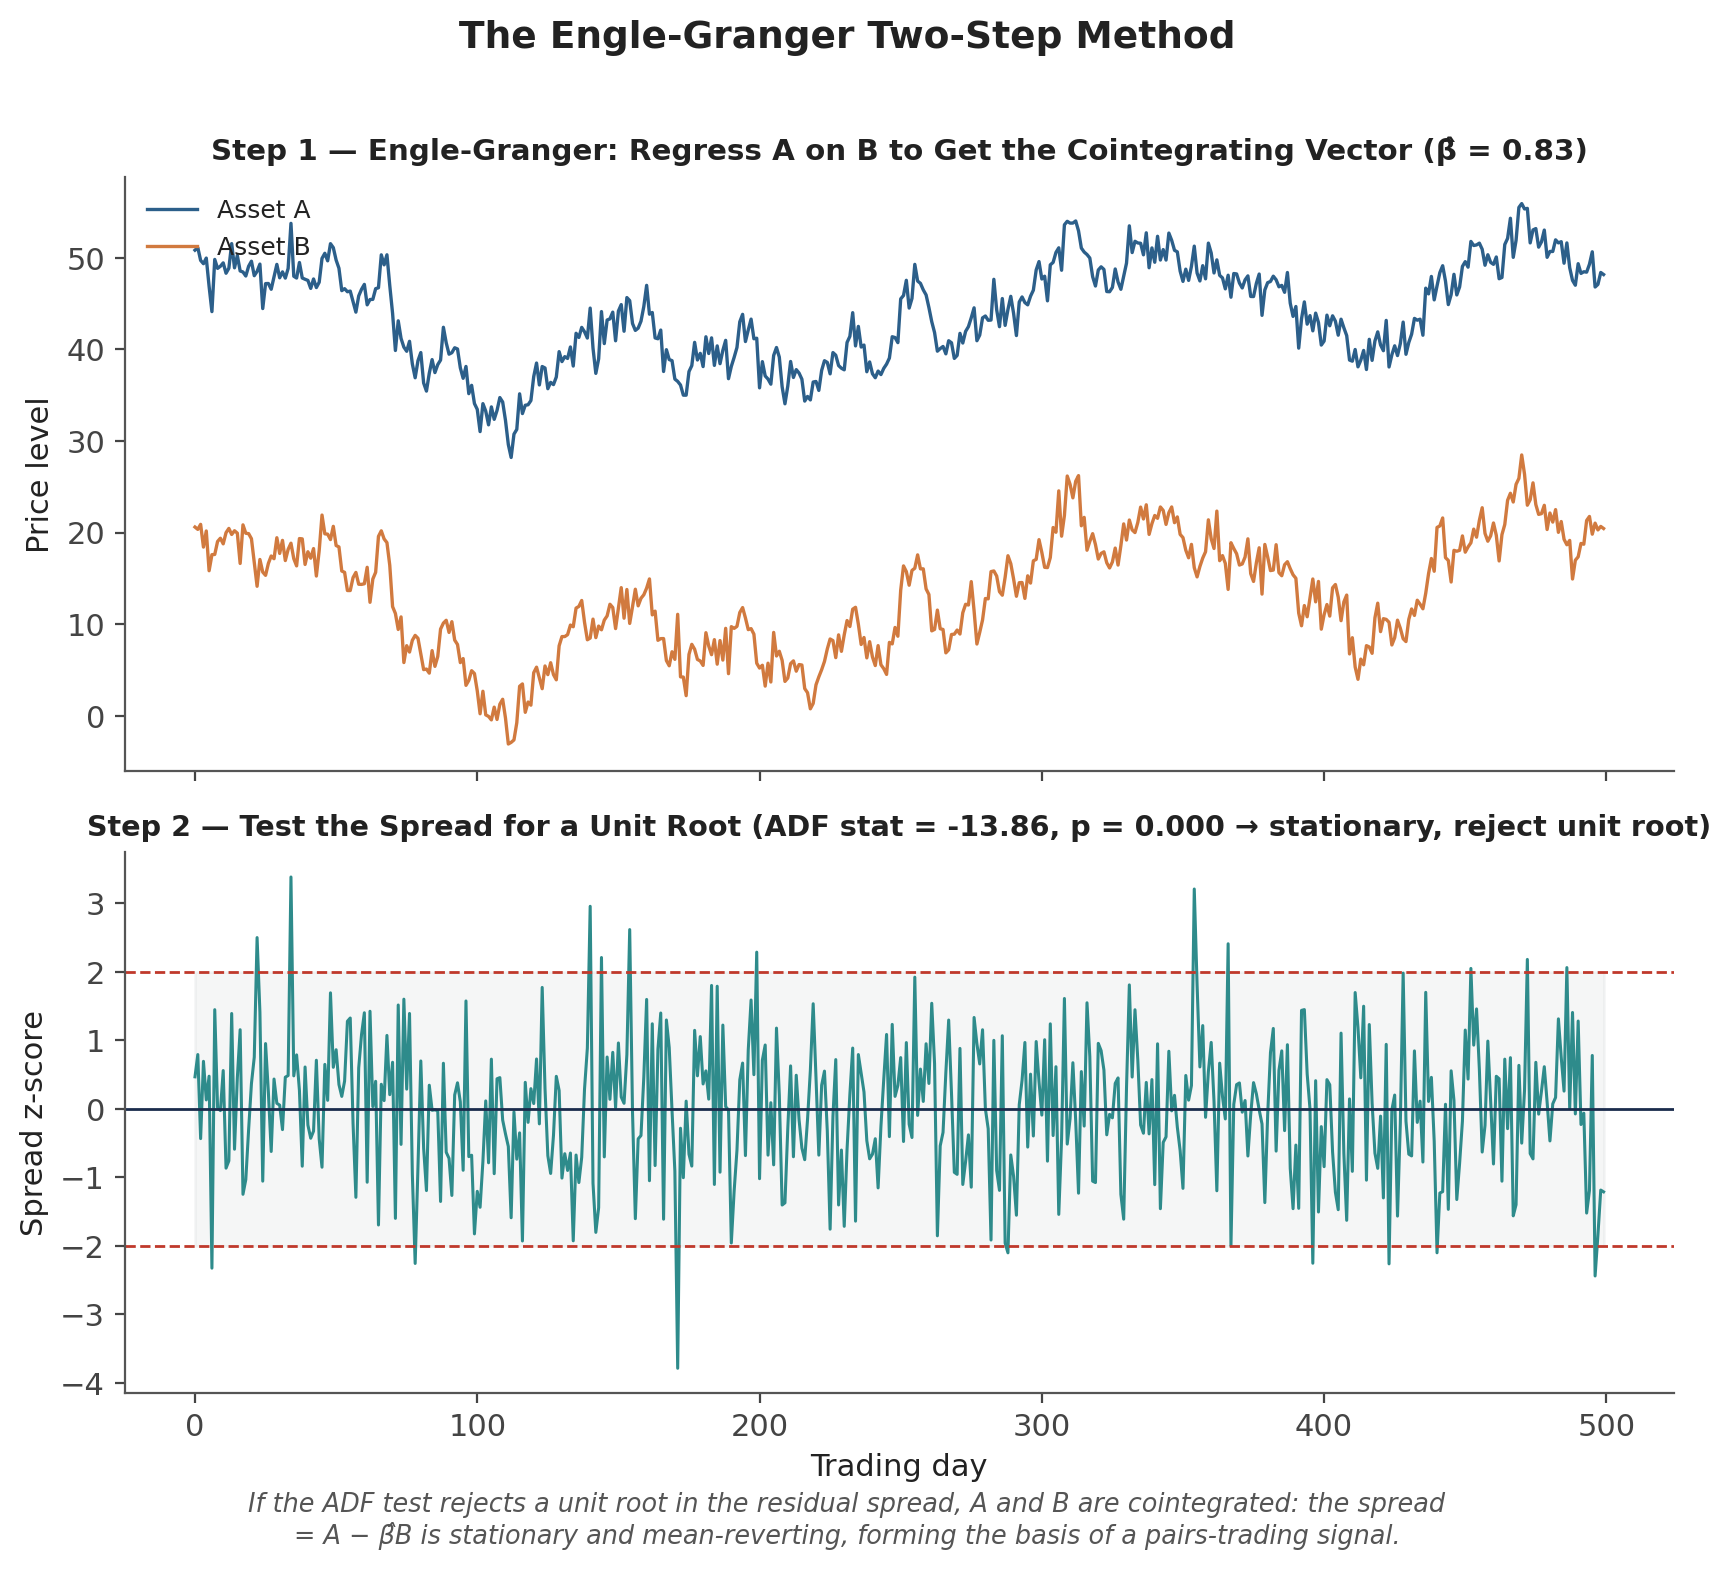 The Engle-Granger Two-Step Method
Step 1 — Engle-Granger: Regress A on B to Get the Cointegrating Vector (β̂ = 0.83)
Asset A
Asset B
50
40
30
20
10
0
Price level
Step 2 — Test the Spread for a Unit Root (ADF stat = -13.86, p = 0.000 → stationary, reject unit root)
3
2
1
0
−1
−2
−3
−4
Spread z-score
0 100 200 300 400 500
Trading day
If the ADF test rejects a unit root in the residual spread, A and B are cointegrated: the spread
= A − β̂B is stationary and mean-reverting, forming the basis of a pairs-trading signal.